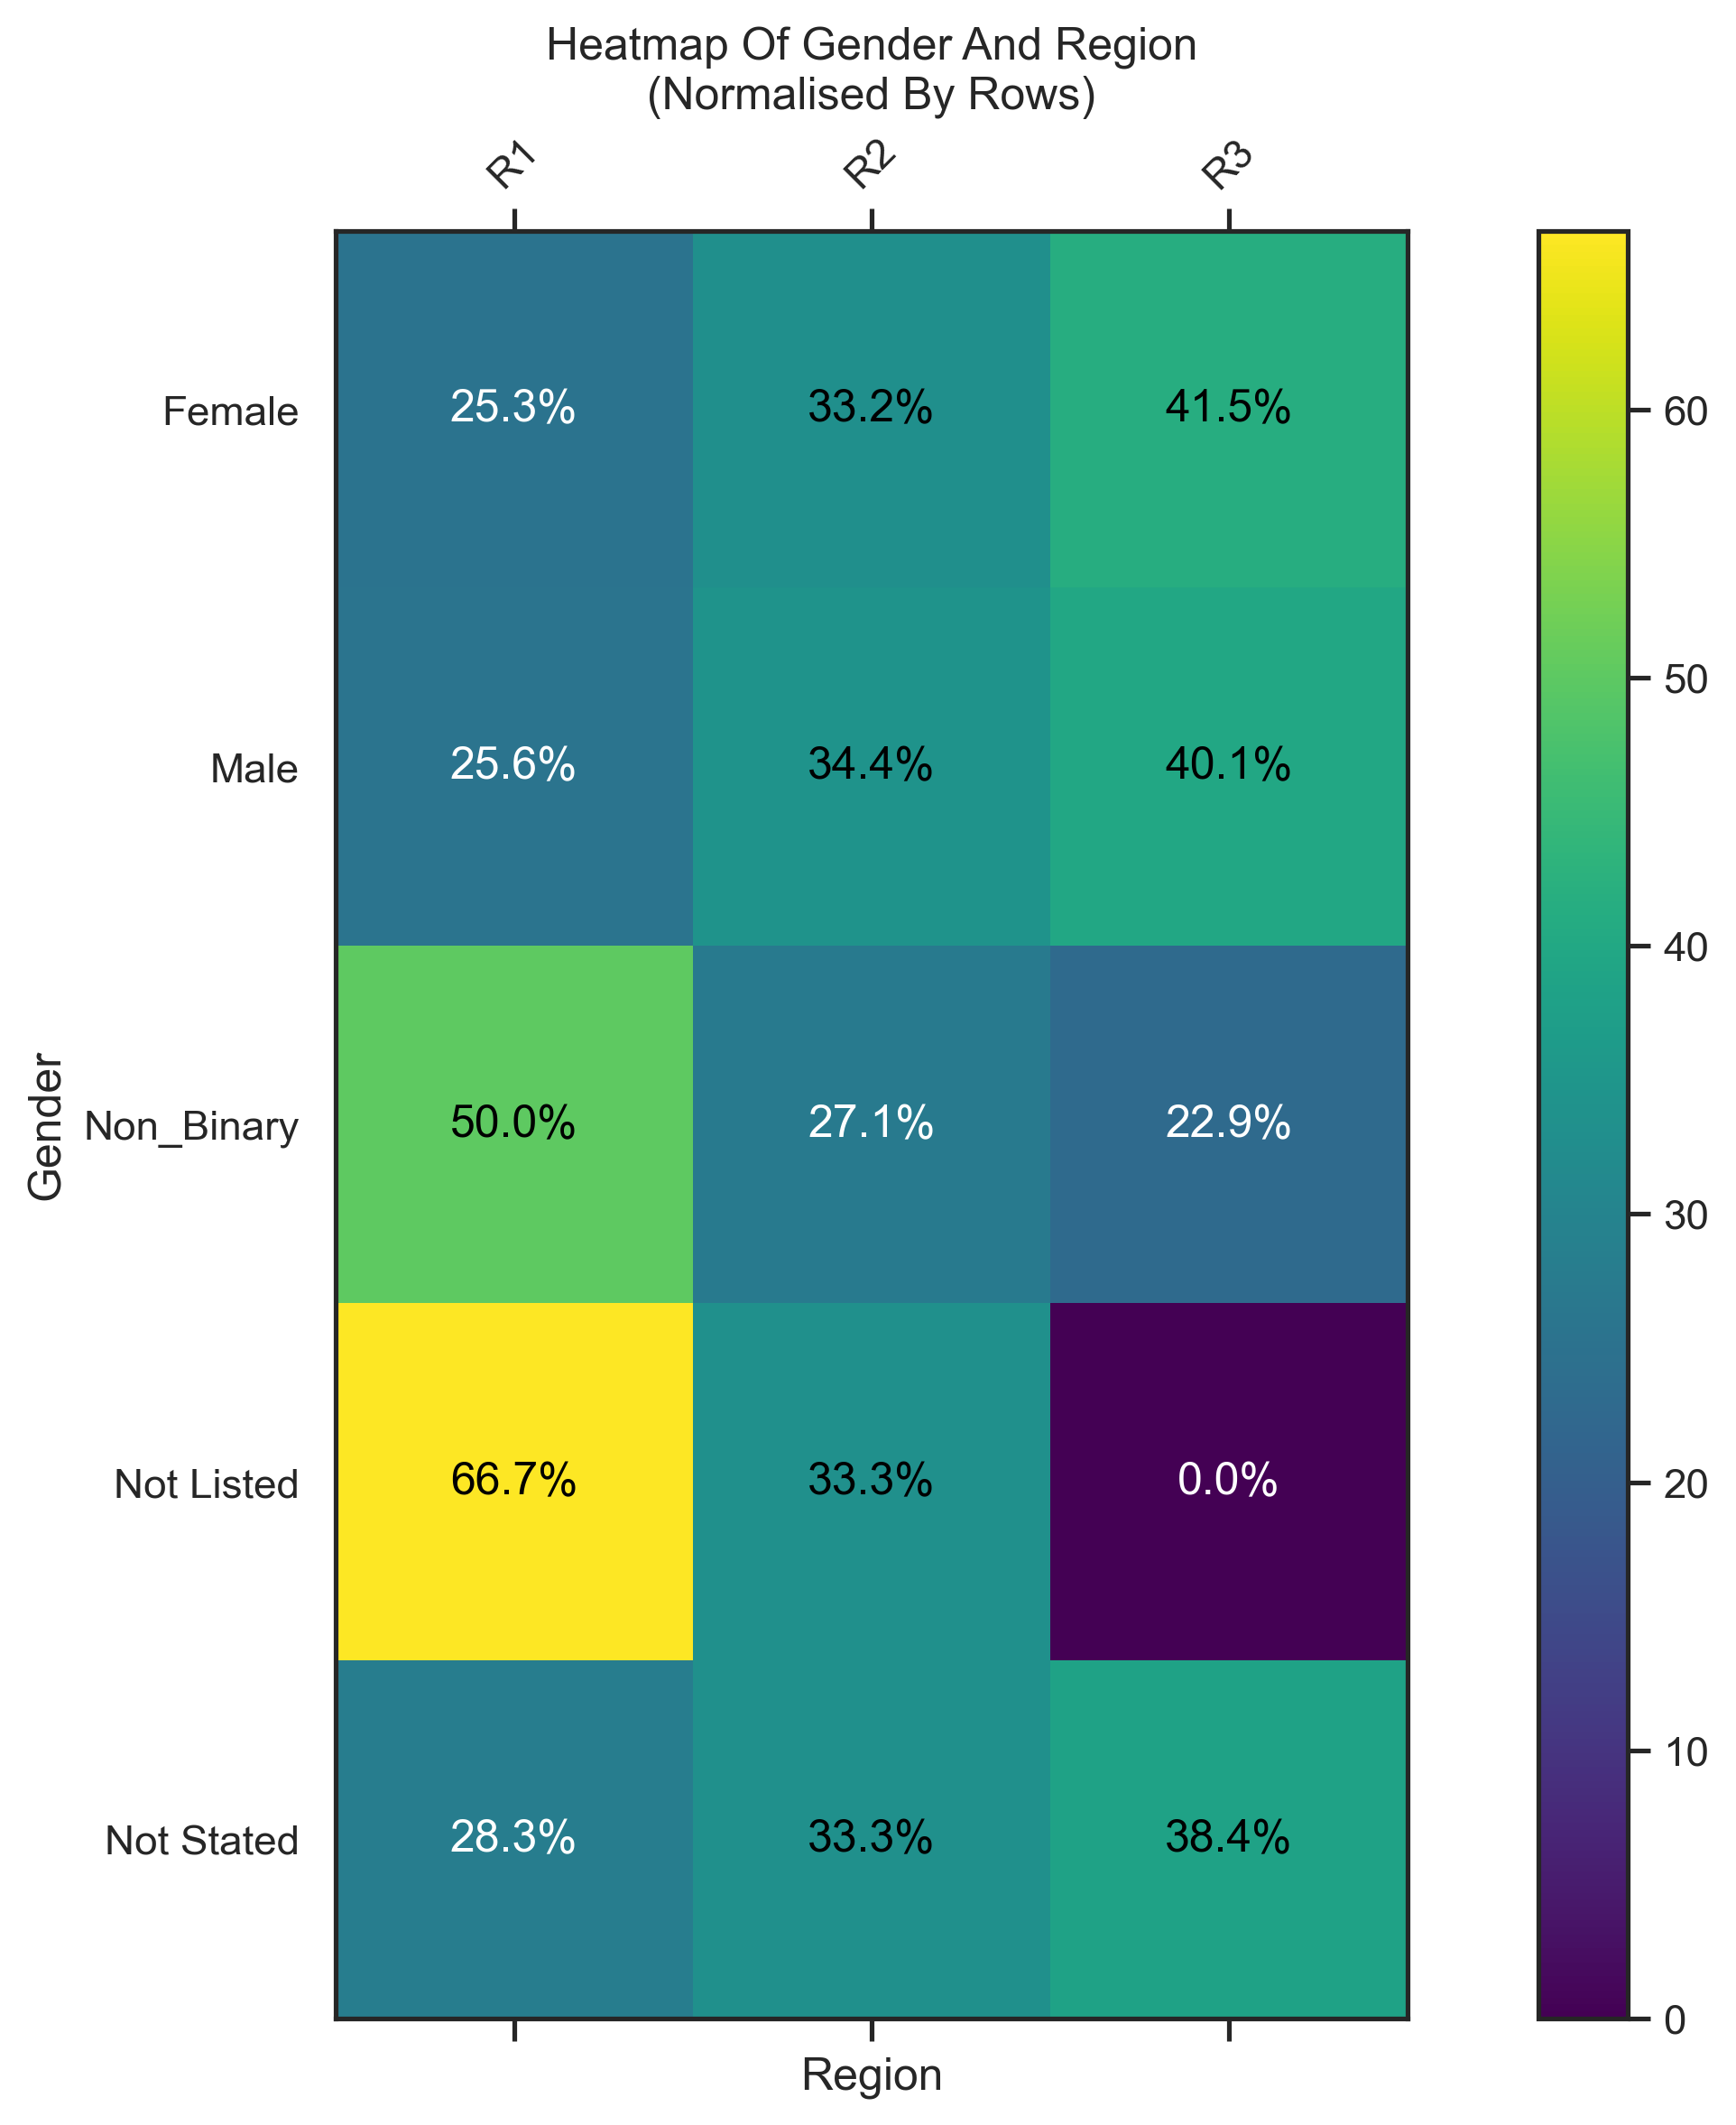 Heatmap Of Gender And Region
(Normalised By Rows)
R1 R2 R3
Female 25.3% 33.2% 41.5%
Male 25.6% 34.4% 40.1%
Non_Binary 50.0% 27.1% 22.9%
Not Listed 66.7% 33.3% 0.0%
Not Stated 28.3% 33.3% 38.4%
Gender
Region
60
50
40
30
20
10
0